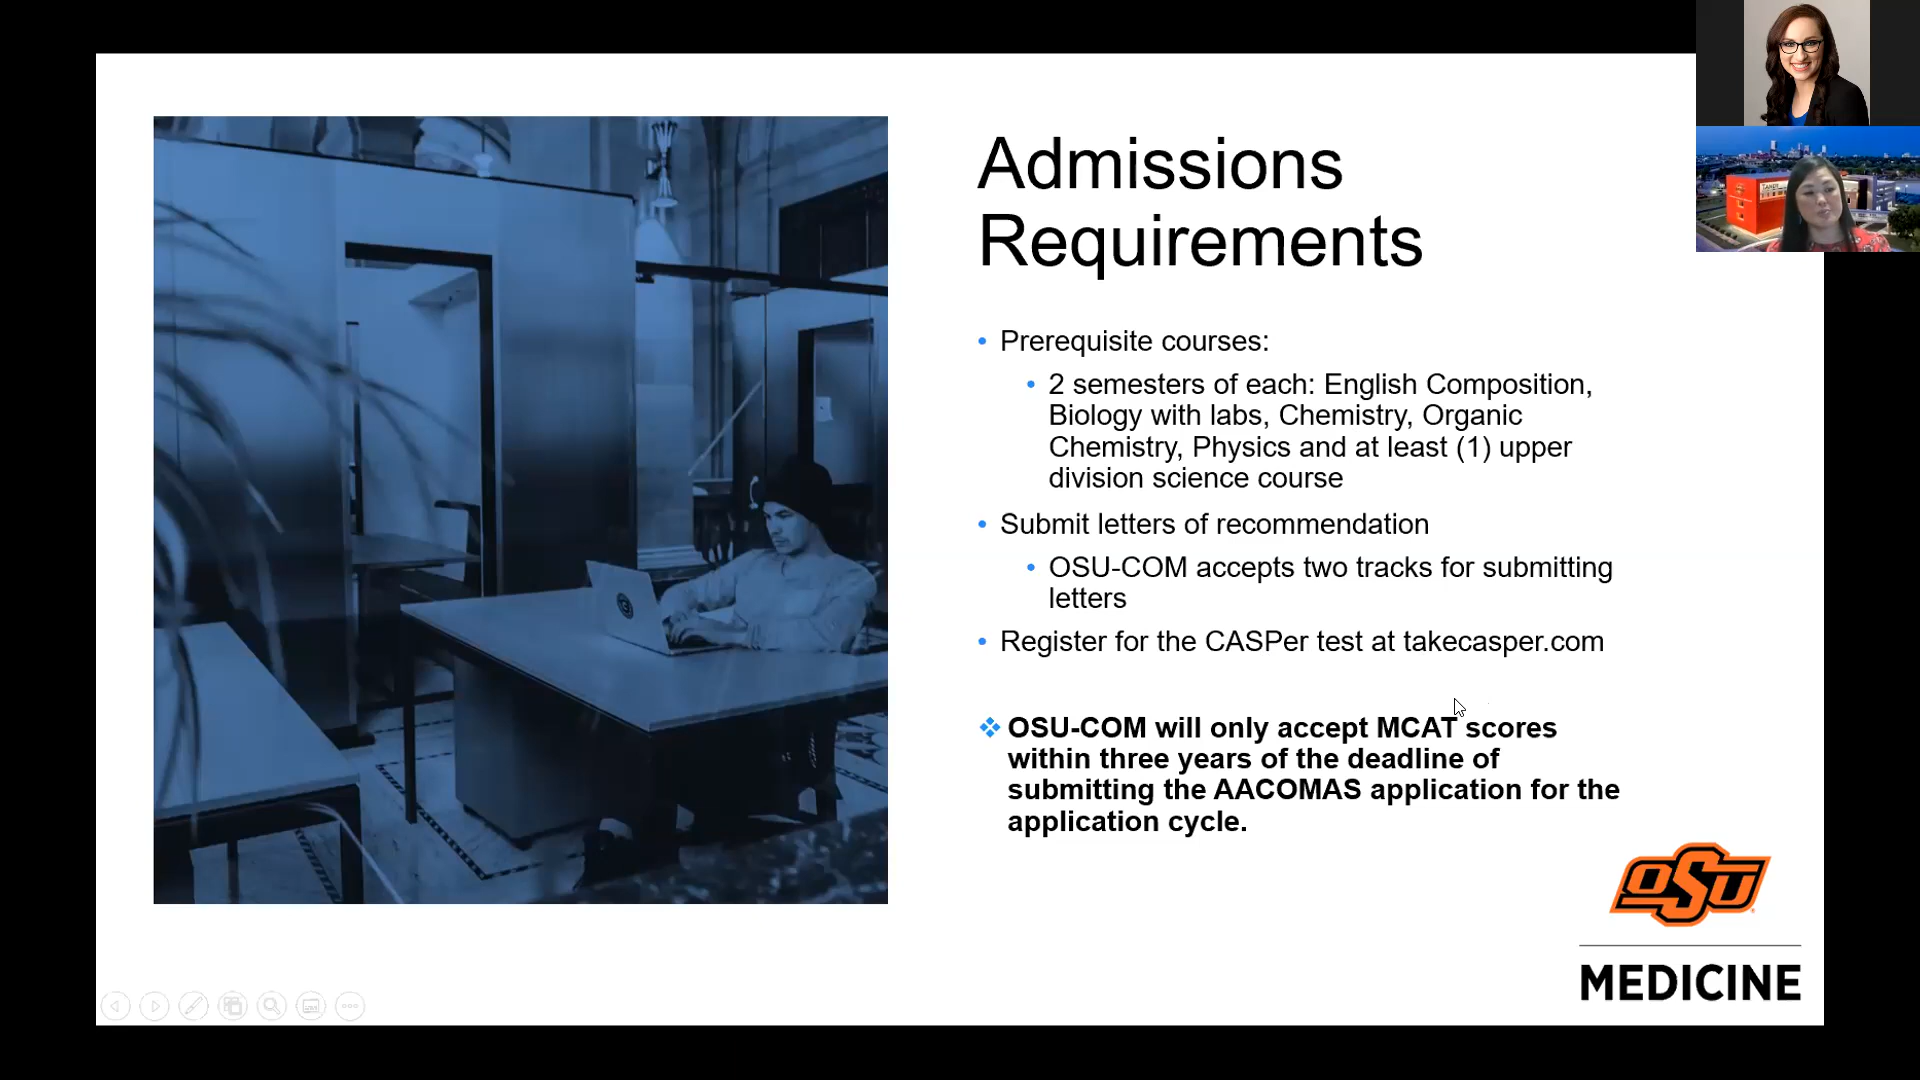 Admissions
Requirements
• Prerequisite courses:
• 2 semesters of each: English Composition,
Biology with labs, Chemistry, Organic
Chemistry, Physics and at least (1) upper
division science course
• Submit letters of recommendation
• OSU-COM accepts two tracks for submitting
letters
• Register for the CASPer test at takecasper.com
❖ OSU-COM will only accept MCAT scores
within three years of the deadline of
submitting the AACOMAS application for the
application cycle.
OSU
MEDICINE